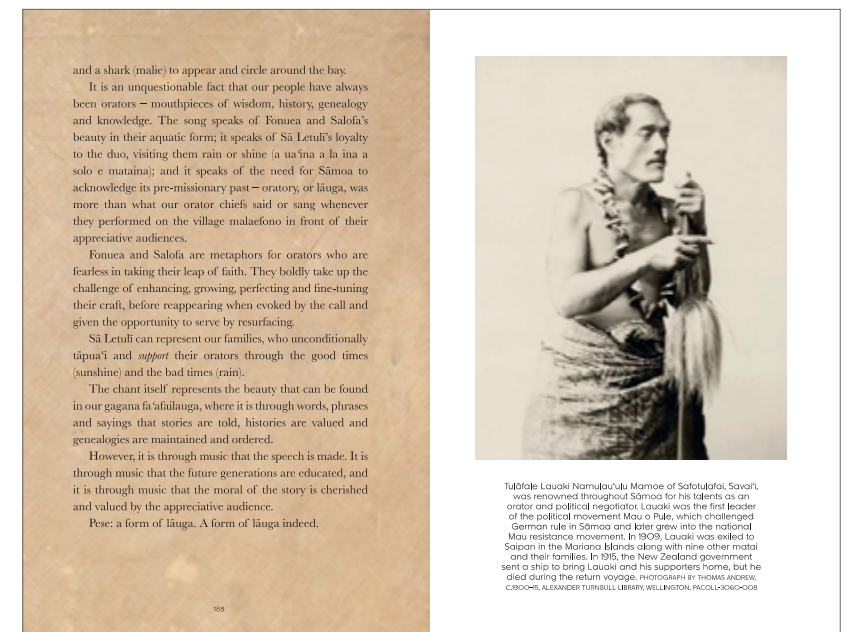 and a shark (malie) to appear and circle around the bay.
It is an unquestionable fact that our people have always
been orators – mouthpieces of wisdom, history, genealogy
and knowledge. The song speaks of Fonuea and Salofa’s
beauty in their aquatic form; it speaks of Sā Letulī’s loyalty
to the duo, visiting them rain or shine (a uaʻina a la ina a
solo e mataina); and it speaks of the need for Sāmoa to
acknowledge its pre-missionary past – oratory, or lāuga, was
more than what our orator chiefs said or sang whenever
they performed on the village malaefono in front of their
appreciative audiences.
Fonuea and Salofa are metaphors for orators who are
fearless in taking their leap of faith. They boldly take up the
challenge of enhancing, growing, perfecting and fine-tuning
their craft, before reappearing when evoked by the call and
given the opportunity to serve by resurfacing.
Sā Letulī can represent our families, who unconditionally
tāpuaʻi and support their orators through the good times
(sunshine) and the bad times (rain).
The chant itself represents the beauty that can be found
in our gagana faʻafailauga, where it is through words, phrases
and sayings that stories are told, histories are valued and
genealogies are maintained and ordered.
However, it is through music that the speech is made. It is
through music that the future generations are educated, and
it is through music that the moral of the story is cherished
and valued by the appreciative audience.
Pese: a form of lāuga. A form of lāuga indeed.
188
Tulāfale Lauaki Namulauʻulu Mamoe of Safotulafai, Savaiʻi,
was renowned throughout Sāmoa for his talents as an
orator and political negotiator. Lauaki was the first leader
of the political movement Mau o Pule, which challenged
German rule in Sāmoa and later grew into the national
Mau resistance movement. In 1909, Lauaki was exiled to
Saipan in the Mariana Islands along with nine other matai
and their families. In 1915, the New Zealand government
sent a ship to bring Lauaki and his supporters home, but he
died during the return voyage. PHOTOGRAPH BY THOMAS ANDREW,
C.1900–15, ALEXANDER TURNBULL LIBRARY, WELLINGTON, PACOLL-3060-008